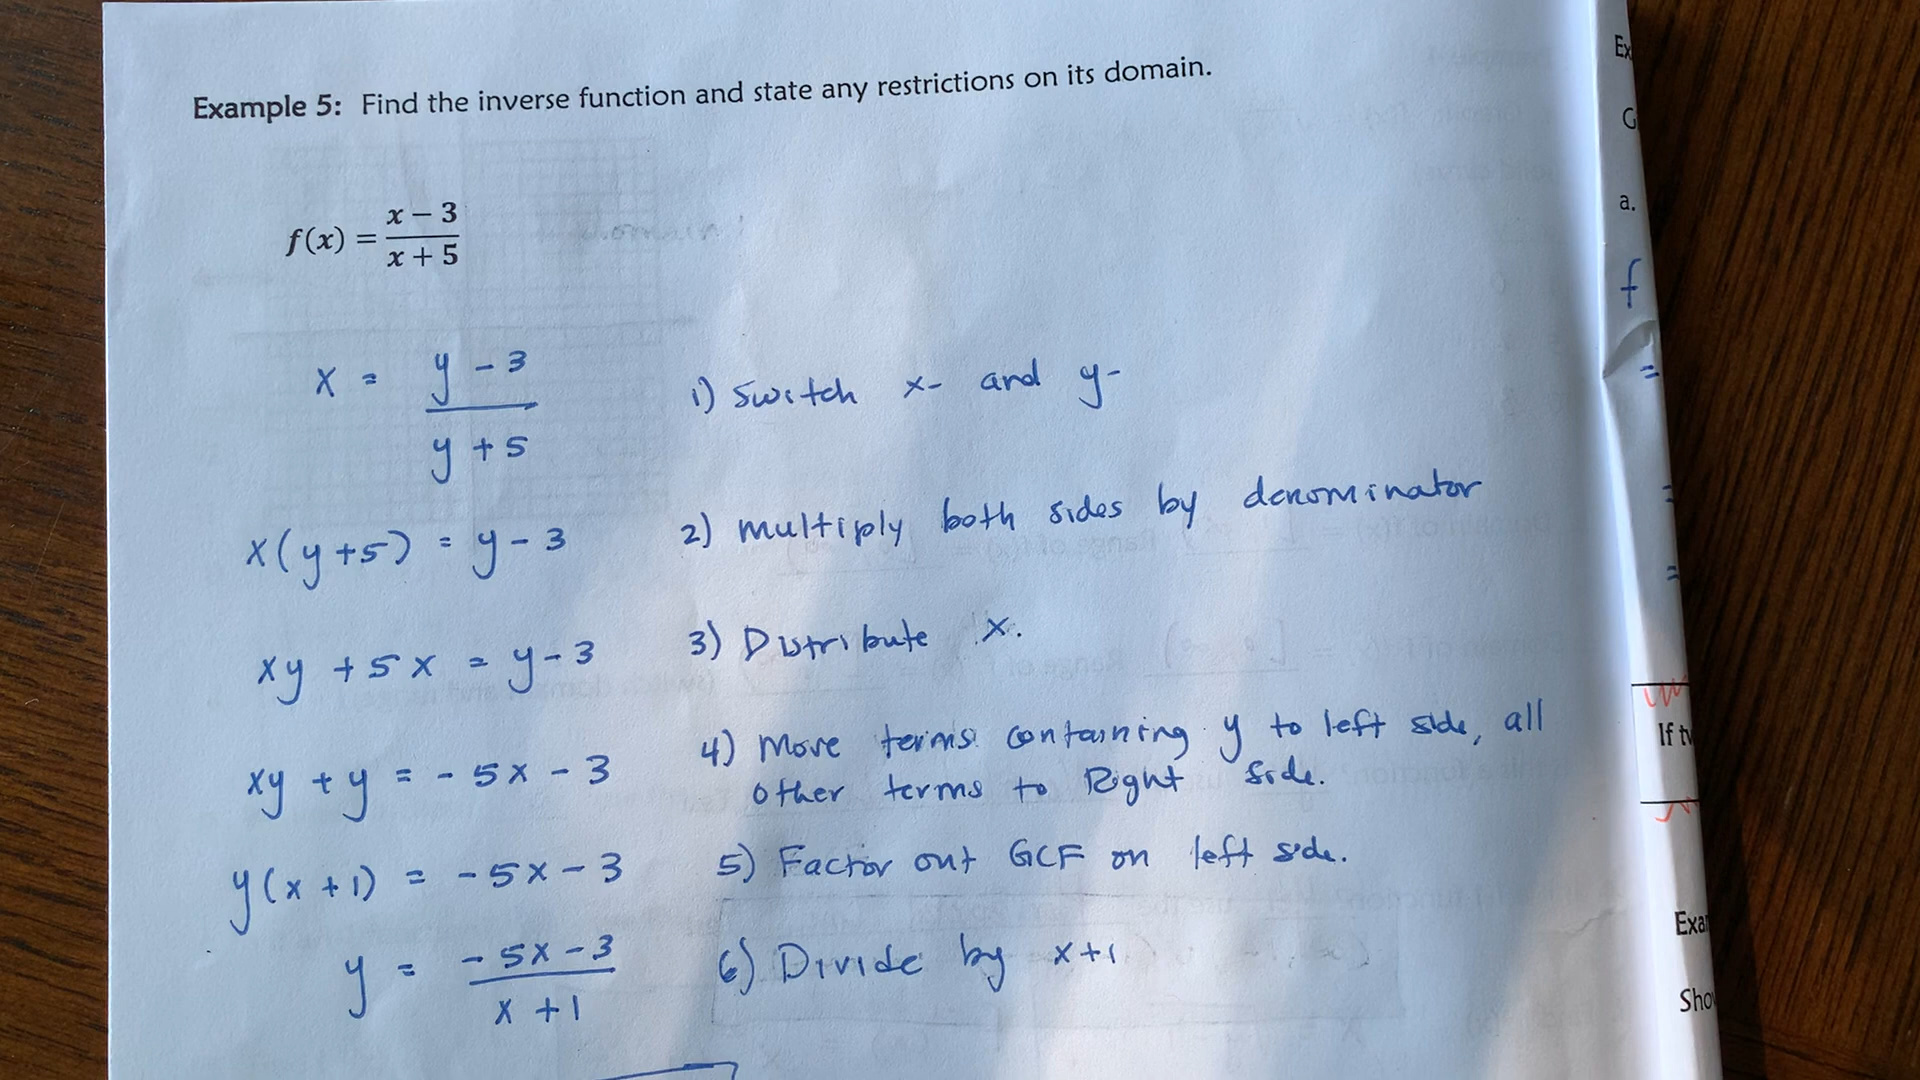 Example 5: Find the inverse function and state any restrictions on its domain.
f(x) = x − 3
x + 5
domain
x = y - 3
y + 5
1) Switch x- and y-
x(y+5) = y - 3
2) multiply both sides by denominator
xy + 5x = y - 3
3) Distribute x.
xy + y = - 5x - 3
4) Move terms containing y to left side, all
other terms to Right side.
y(x + 1) = - 5x - 3
5) Factor out GCF on left side.
y = - 5x - 3
x + 1
6) Divide by x+1
a.
f
=
=
=
If